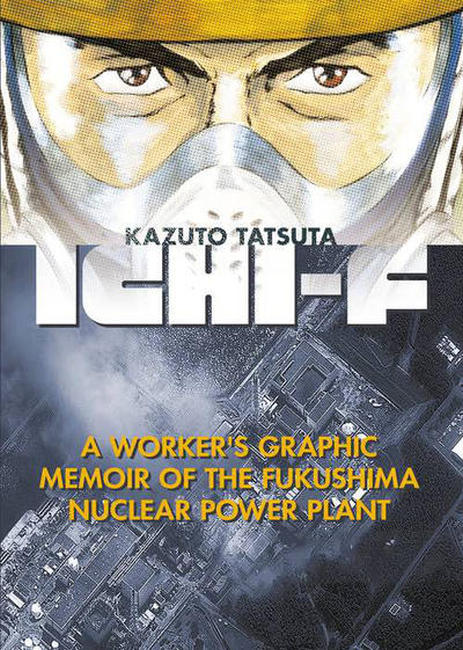 KAZUTO TATSUTA
ICHI-F
A WORKER'S GRAPHIC
MEMOIR OF THE FUKUSHIMA
NUCLEAR POWER PLANT